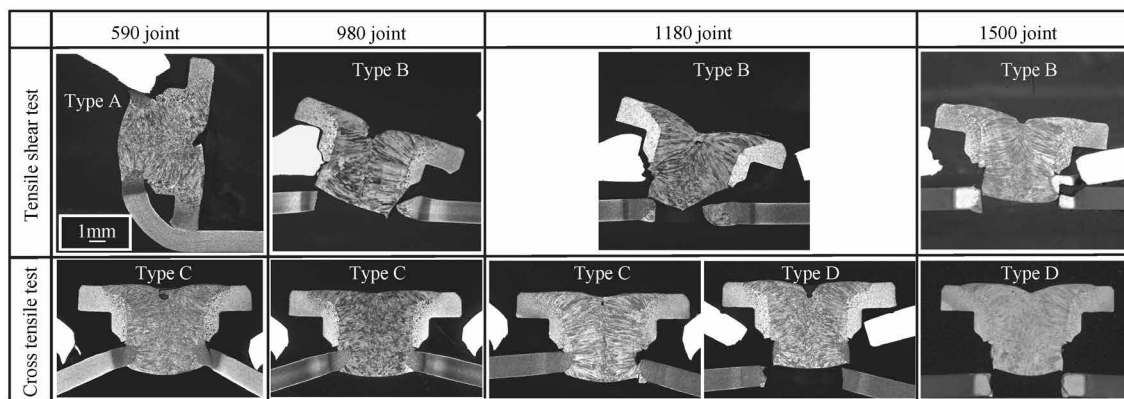 590 joint
980 joint
1180 joint
1500 joint
Tensile shear test
Type A
Type B
Type B
Type B
1mm
Cross tensile test
Type C
Type C
Type C
Type D
Type D